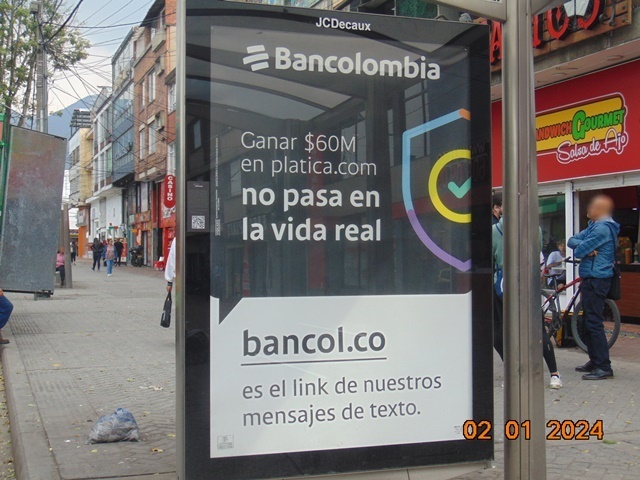 JCDecaux
Bancolombia
Ganar $60M
en platica.com
no pasa en
la vida real
bancol.co
es el link de nuestros
mensajes de texto.
SANDWICH GOURMET
Salsa de Ajo
CASINO
02 01 2024